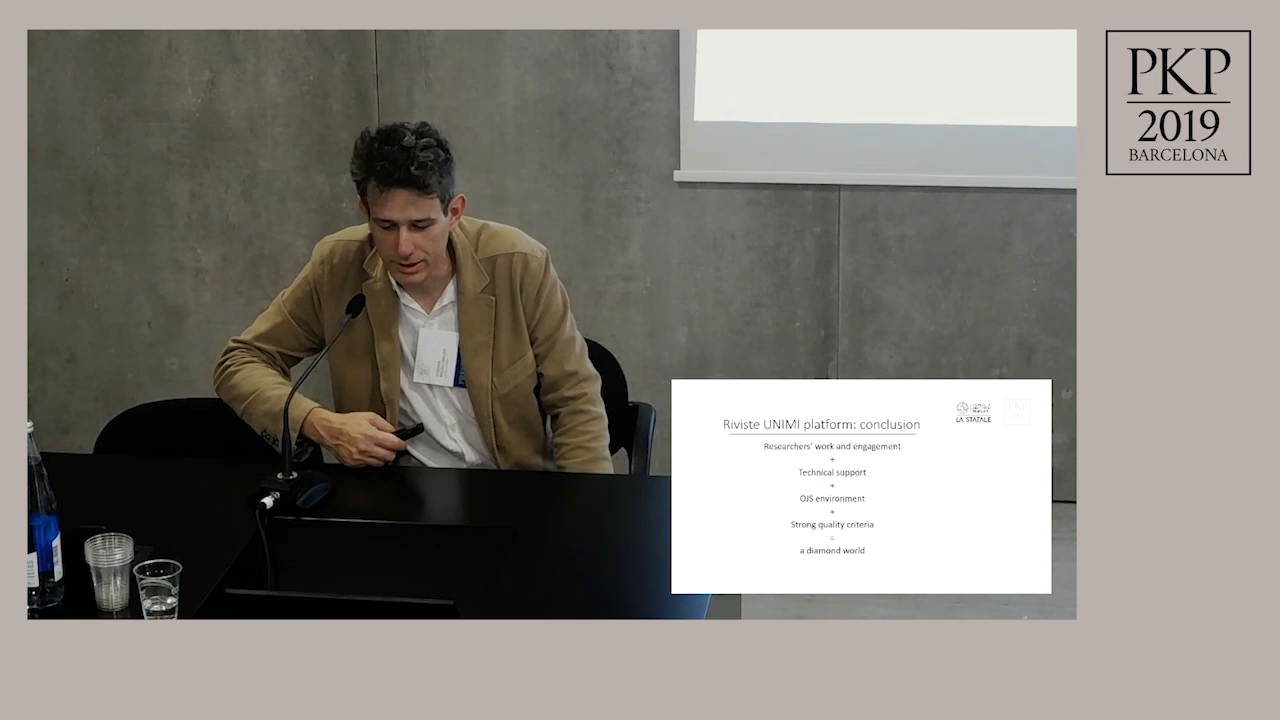 PKP
2019
BARCELONA
LA STATALE
PKP
Riviste UNIMI platform: conclusion
Researchers' work and engagement
+
Technical support
+
OJS environment
+
Strong quality criteria
=
a diamond world